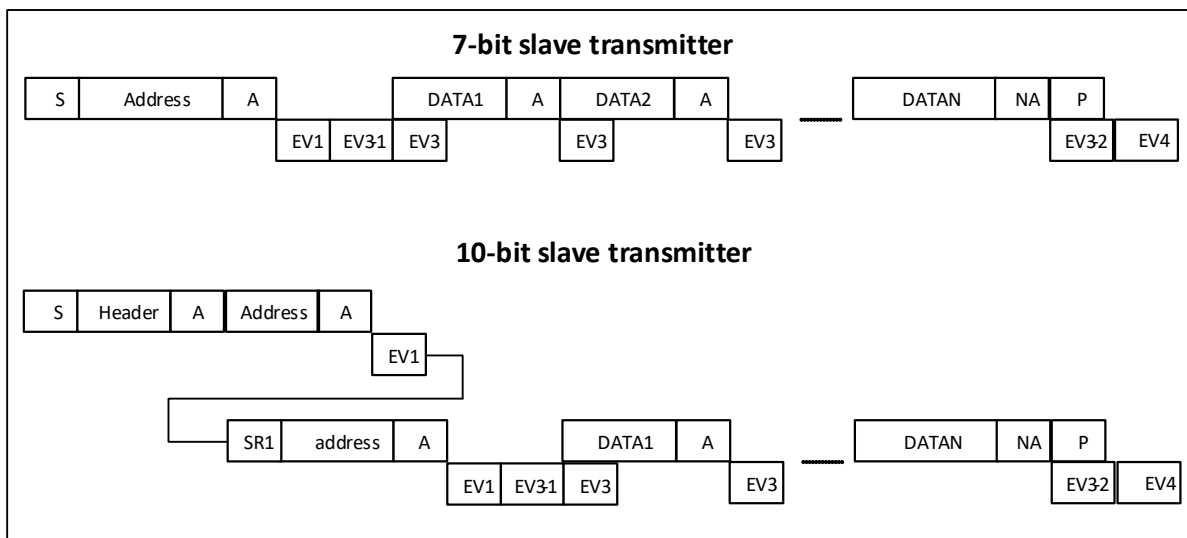 7-bit slave transmitter
S Address A DATA1 A DATA2 A DATAN NA P
EV1 EV3-1 EV3 EV3 EV3 EV3-2 EV4
10-bit slave transmitter
S Header A Address A
EV1
SR1 address A DATA1 A DATAN NA P
EV1 EV3-1 EV3 EV3 EV3-2 EV4